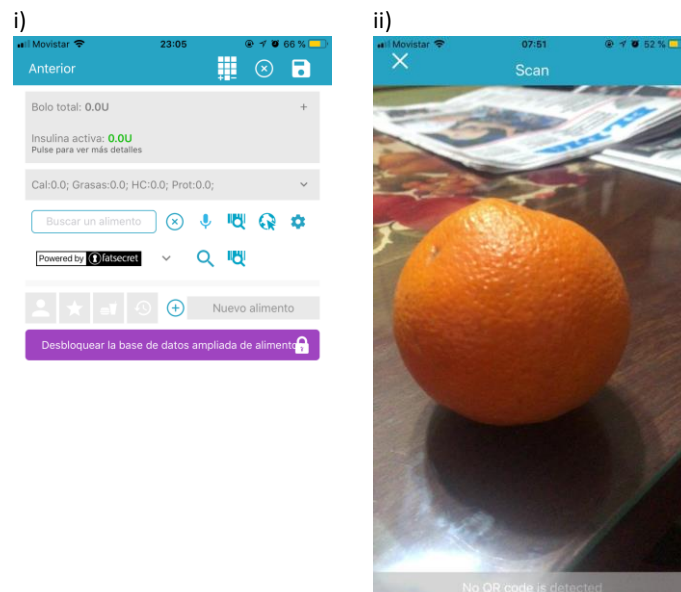 i)
Movistar 23:05 66 %
Anterior
Bolo total: 0.0U +
Insulina activa: 0.0U
Pulse para ver más detalles
Cal:0.0; Grasas:0.0; HC:0.0; Prot:0.0;
Buscar un alimento
Powered by fatsecret
Nuevo alimento
Desbloquear la base de datos ampliada de alimento
ii)
Movistar 07:51 52 %
Scan
No QR code is detected